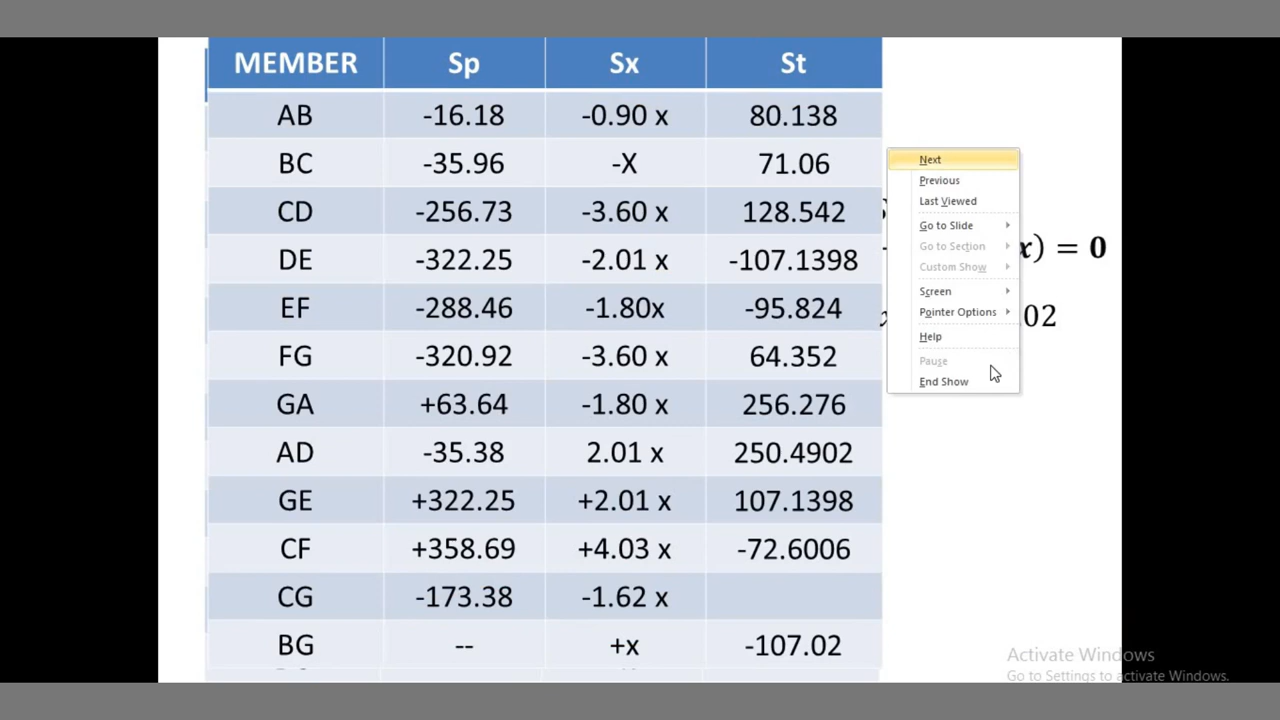 MEMBER Sp Sx St
AB -16.18 -0.90 x 80.138
BC -35.96 -X 71.06
CD -256.73 -3.60 x 128.542
DE -322.25 -2.01 x -107.1398
EF -288.46 -1.80x -95.824
FG -320.92 -3.60 x 64.352
GA +63.64 -1.80 x 256.276
AD -35.38 2.01 x 250.4902
GE +322.25 +2.01 x 107.1398
CF +358.69 +4.03 x -72.6006
CG -173.38 -1.62 x
BG -- +x -107.02
x) = 0
02
Next
Previous
Last Viewed
Go to Slide
Go to Section
Custom Show
Screen
Pointer Options
Help
Pause
End Show
Activate Windows
Go to Settings to activate Windows.